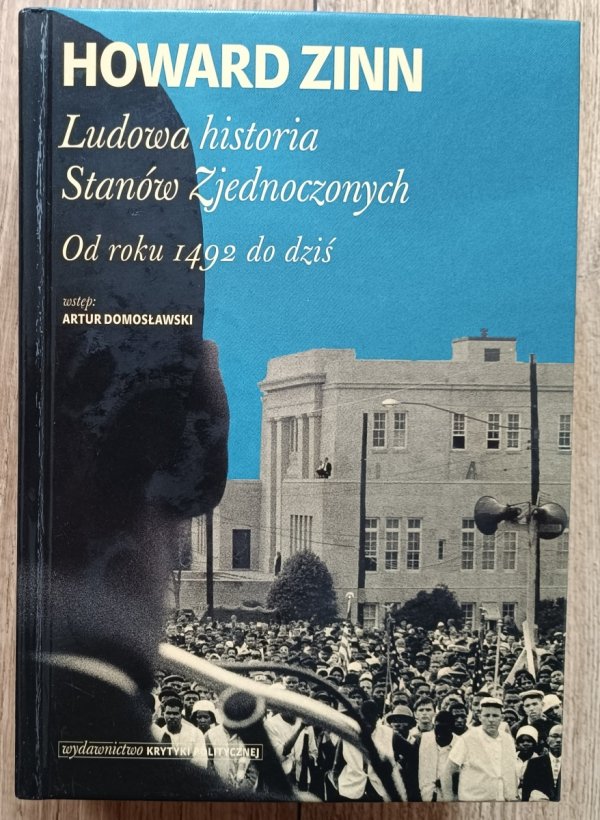 HOWARD ZINN
Ludowa historia
Stanów Zjednoczonych
Od roku 1492 do dziś
wstęp:
ARTUR DOMOSŁAWSKI
wydawnictwo KRYTYKI POLITYCZNEJ